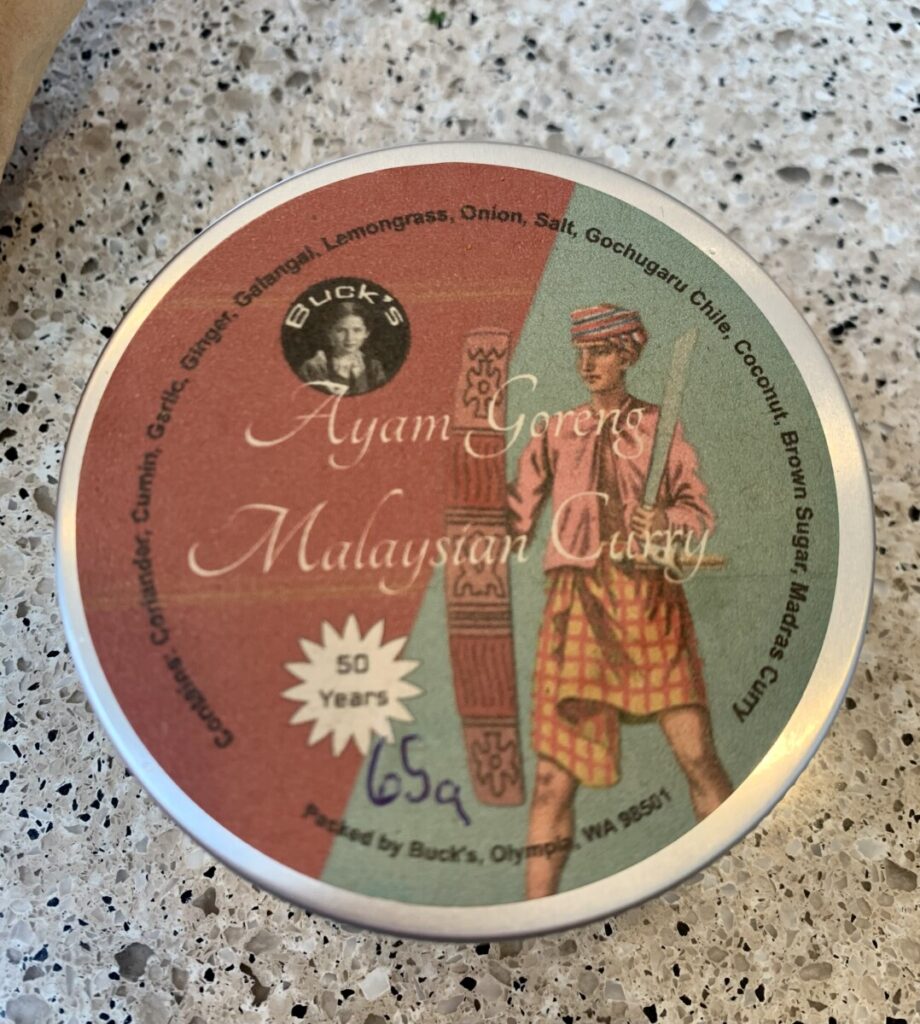 Contains: Coriander, Cumin, Garlic, Ginger, Galangal, Lemongrass, Onion, Salt, Gochugaru Chile, Coconut, Brown Sugar, Madras Curry
Buck's
Ayam Goreng
Malaysian Curry
50
Years
65g
Packed by Buck's, Olympia, WA 98501